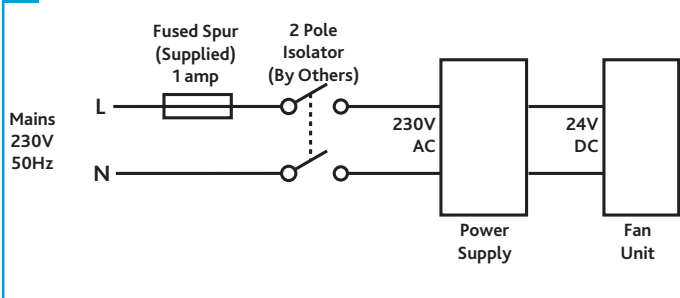 Fused Spur
(Supplied)
1 amp
2 Pole
Isolator
(By Others)
Mains
230V
50Hz
L
N
230V
AC
24V
DC
Power
Supply
Fan
Unit